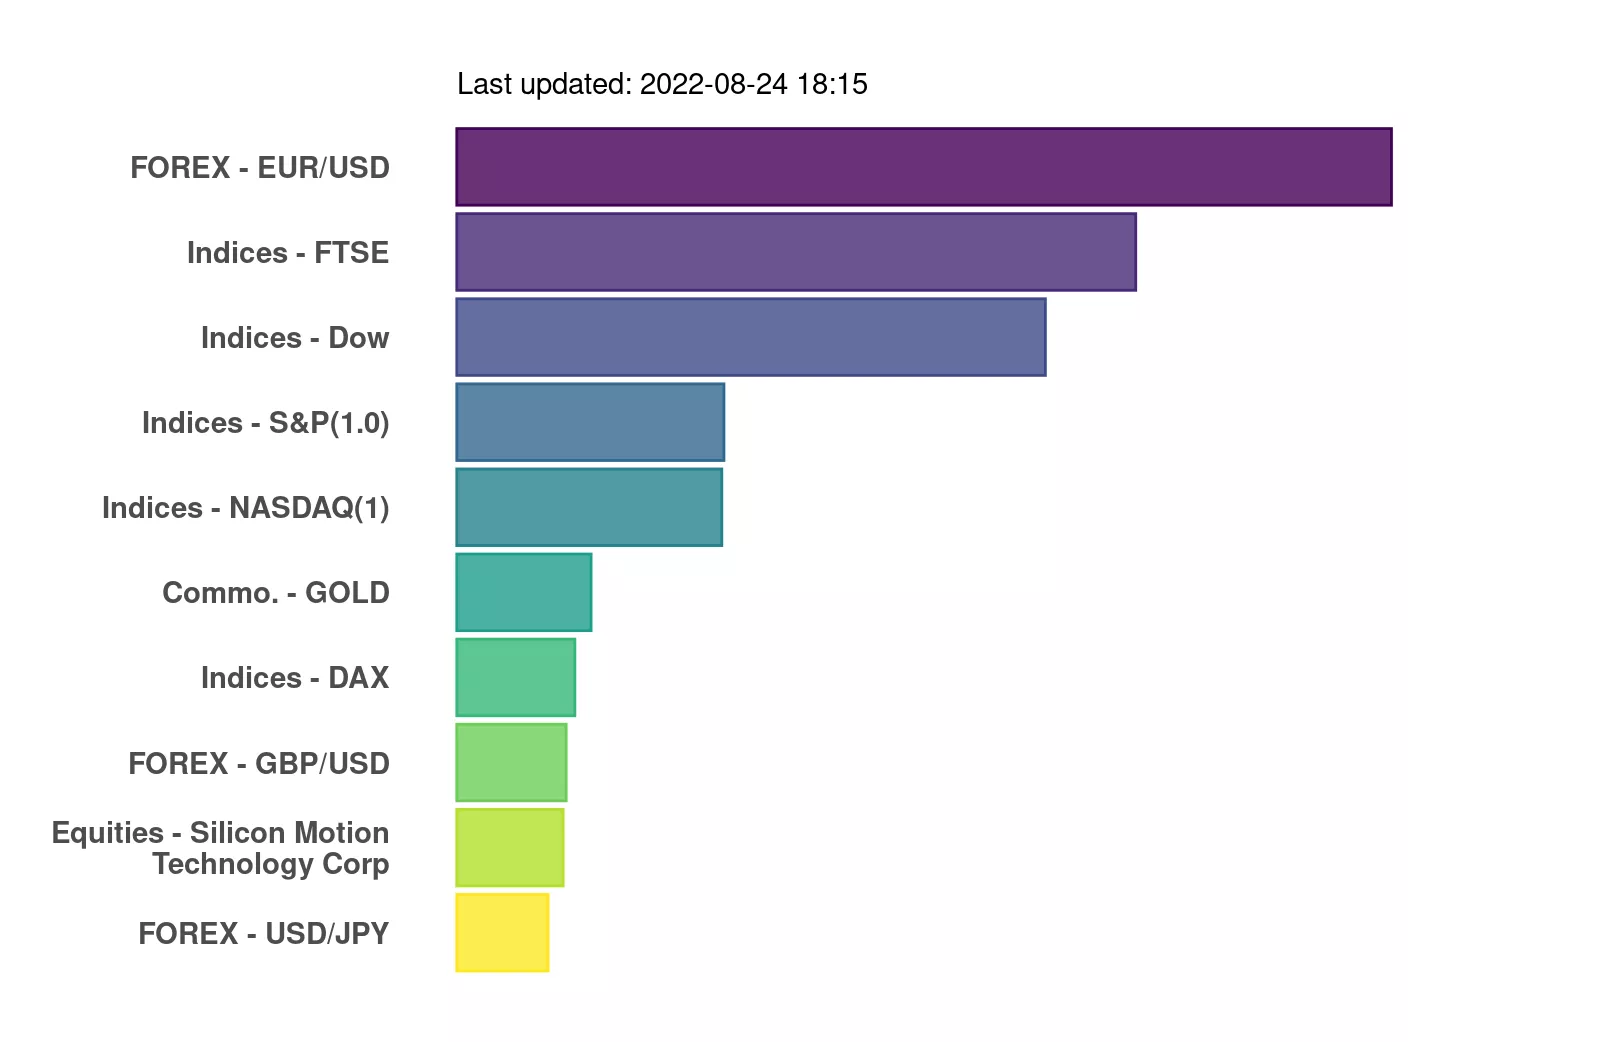 Last updated: 2022-08-24 18:15
FOREX - EUR/USD
Indices - FTSE
Indices - Dow
Indices - S&P(1.0)
Indices - NASDAQ(1)
Commo. - GOLD
Indices - DAX
FOREX - GBP/USD
Equities - Silicon Motion
Technology Corp
FOREX - USD/JPY